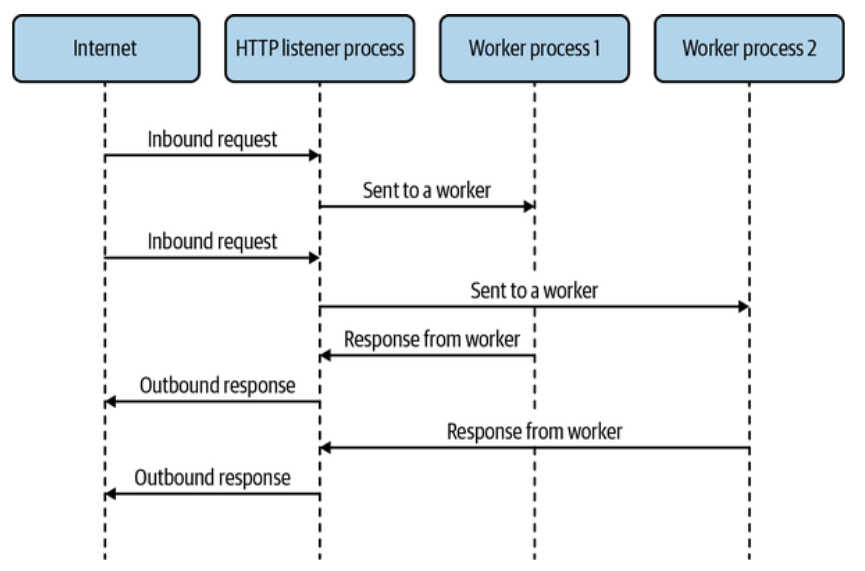 Internet
HTTP listener process
Worker process 1
Worker process 2
Inbound request
Sent to a worker
Inbound request
Sent to a worker
Response from worker
Outbound response
Response from worker
Outbound response